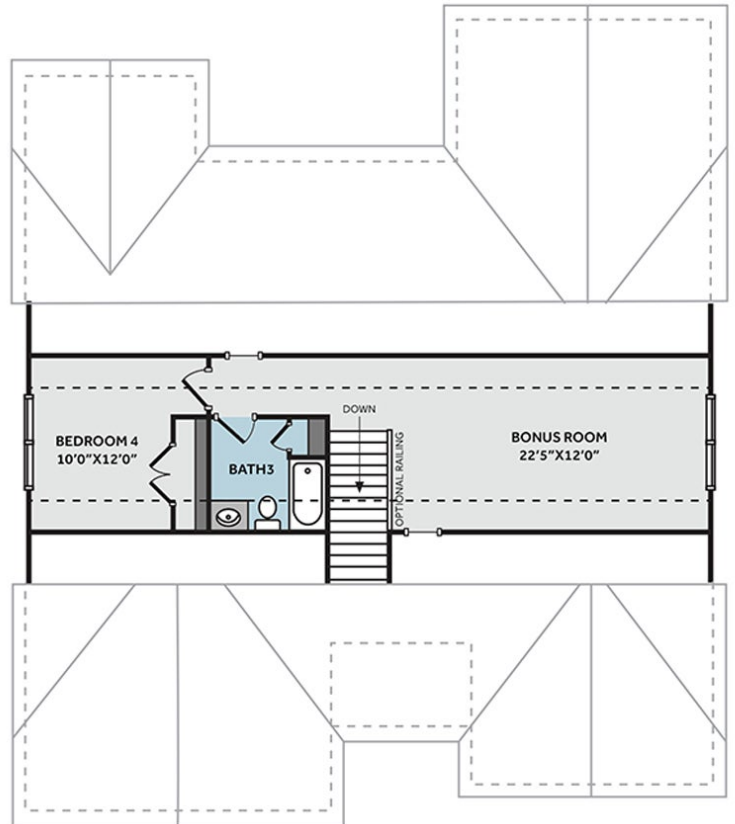 DOWN
BEDROOM 4
10'0"X12'0"
BATH3
OPTIONAL RAILING
BONUS ROOM
22'5"X12'0"